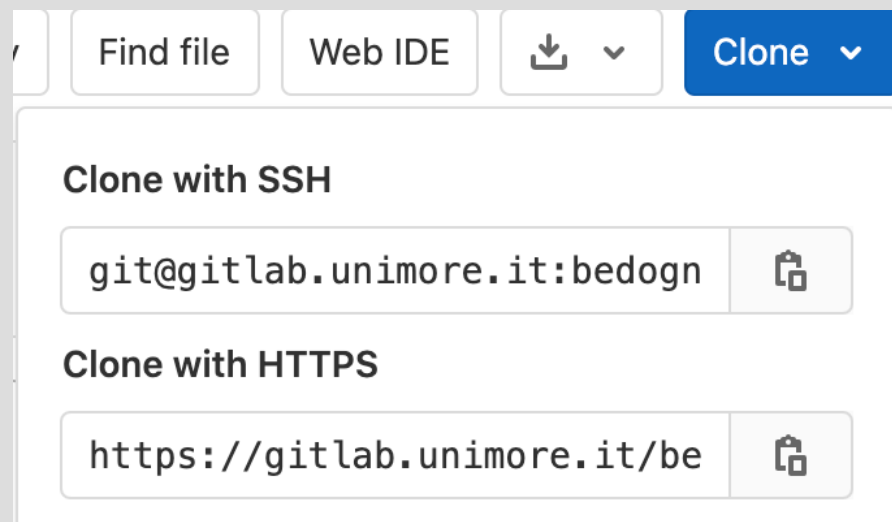 Find file Web IDE Clone
Clone with SSH
git@gitlab.unimore.it:bedogn
Clone with HTTPS
https://gitlab.unimore.it/be